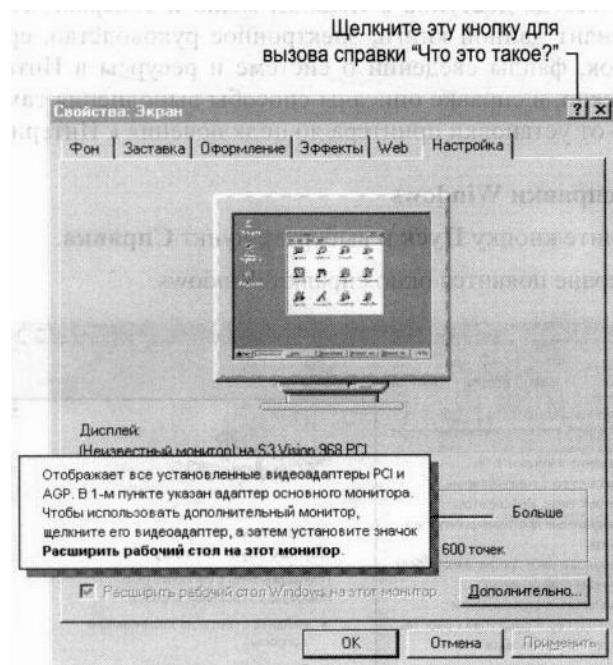 Щелкните эту кнопку для
вызова справки “Что это такое?”
Свойства: Экран
Фон Заставка Оформление Эффекты Web Настройка
Дисплей:
(Неизвестный монитор) на S3 Vision 968 PCI
Отображает все установленные видеоадаптеры PCI и
AGP. В 1-м пункте указан адаптер основного монитора.
Чтобы использовать дополнительный монитор,
щелкните его видеоадаптер, а затем установите значок
Расширить рабочий стол на этот монитор.
Больше
600 точек.
Расширить рабочий стол Windows на этот монитор.
Дополнительно...
OK Отмена Применить